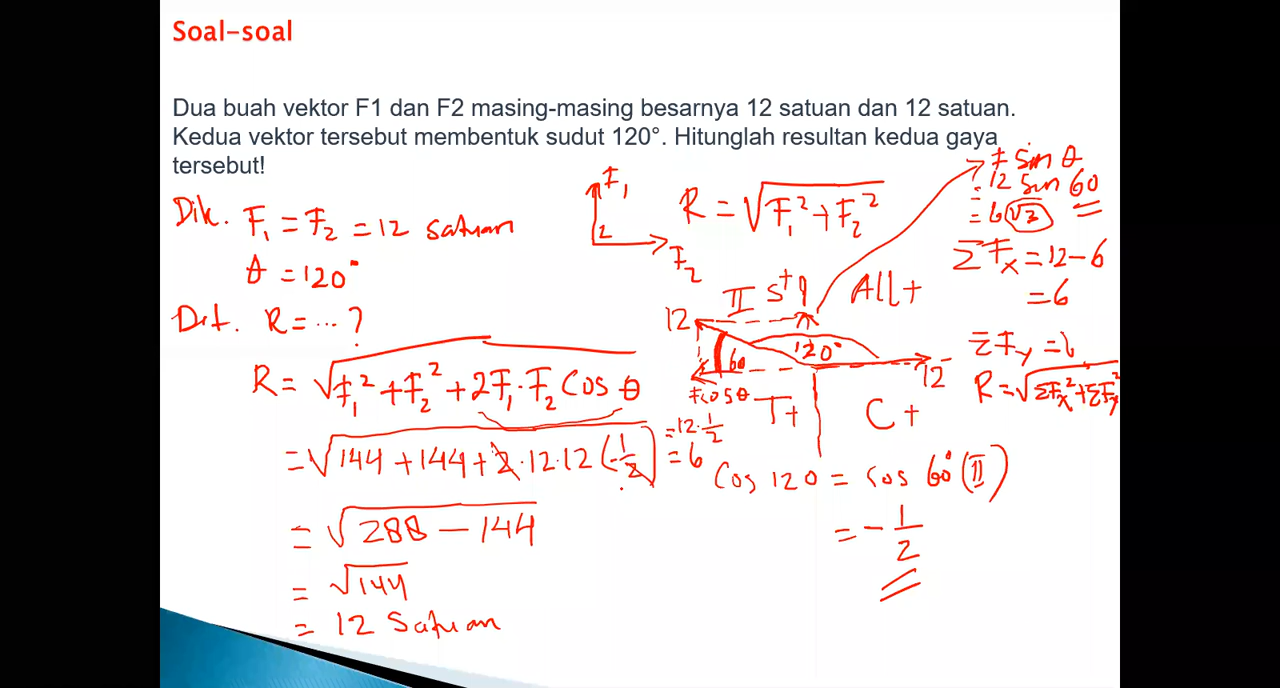 Soal-soal
Dua buah vektor F1 dan F2 masing-masing besarnya 12 satuan dan 12 satuan.
Kedua vektor tersebut membentuk sudut 120°. Hitunglah resultan kedua gaya
tersebut!
Dik. F₁ = F₂ = 12 satuan
θ = 120°
Dit. R = ... ?
R = √F₁² + F₂² + 2F₁ . F₂ Cos θ
= √144 + 144 + 2 . 12 . 12 (-1/2)
= √288 - 144
= √144
= 12 Satuan
F₁
F₂
R = √F₁² + F₂²
F sin θ
= 12 sin 60
= 6√3
Σ Fx = 12 - 6
= 6
II S+
All+
12
60
120°
12
F cos θ
= 12 . 1/2
= 6
T+
C+
Σ Fy =
R = √ΣFx² + ΣFy²
Cos 120 = cos 60° (II)
= - 1/2